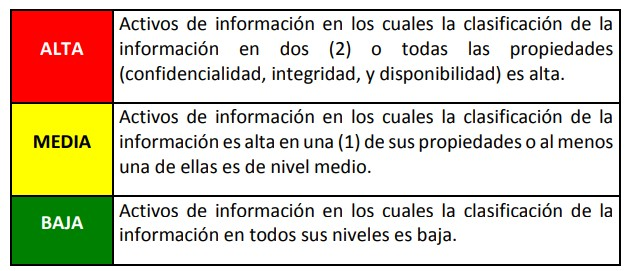 ALTA
Activos de información en los cuales la clasificación de la
información en dos (2) o todas las propiedades
(confidencialidad, integridad, y disponibilidad) es alta.
MEDIA
Activos de información en los cuales la clasificación de la
información es alta en una (1) de sus propiedades o al menos
una de ellas es de nivel medio.
BAJA
Activos de información en los cuales la clasificación de la
información en todos sus niveles es baja.